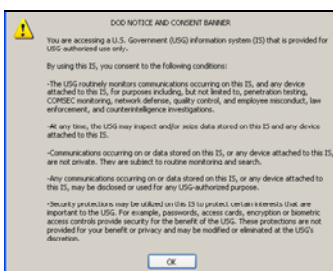 DOD NOTICE AND CONSENT BANNER
You are accessing a U.S. Government (USG) information system (IS) that is provided for
USG-authorized use only.
By using this IS, you consent to the following conditions:
-The USG routinely monitors communications occurring on this IS, and any device
attached to this IS, for purposes including, but not limited to, penetration testing,
COMSEC monitoring, network defense, quality control, and employee misconduct, law
enforcement, and counterintelligence investigations.
-At any time, the USG may inspect and/or seize data stored on this IS and any device
attached to this IS.
-Communications occurring on or data stored on this IS, or any device attached to this IS,
are not private. They are subject to routine monitoring and search.
-Any communications occurring on or data stored on this IS, or any device attached to
this IS, may be disclosed or used for any USG-authorized purpose.
-Security protections may be utilized on this IS to protect certain interests that are
important to the USG. For example, passwords, access cards, encryption or biometric
access controls provide security for the benefit of the USG. These protections are not
provided for your benefit or privacy and may be modified or eliminated at the USG's
discretion.
OK